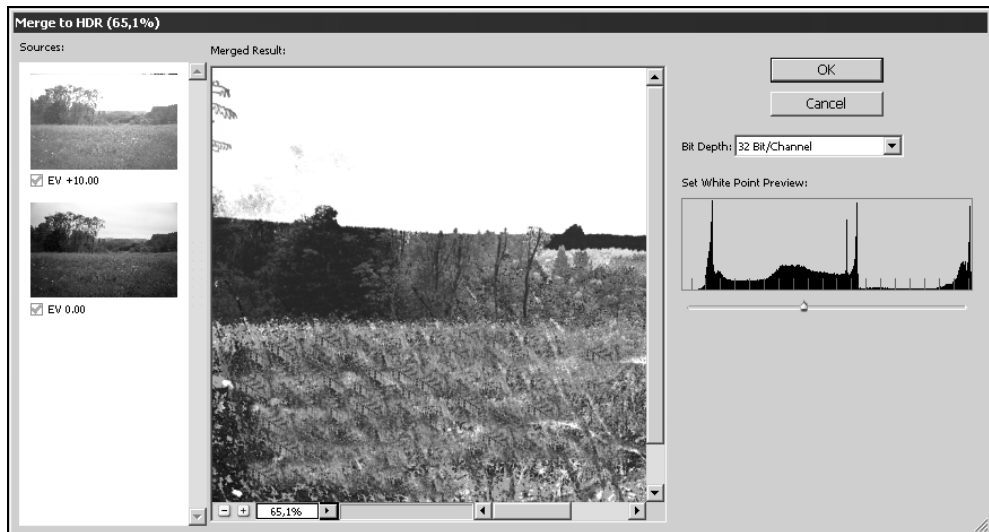 Merge to HDR (65,1%)
Sources:
EV +10.00
EV 0.00
Merged Result:
65,1%
OK
Cancel
Bit Depth: 32 Bit/Channel
Set White Point Preview: